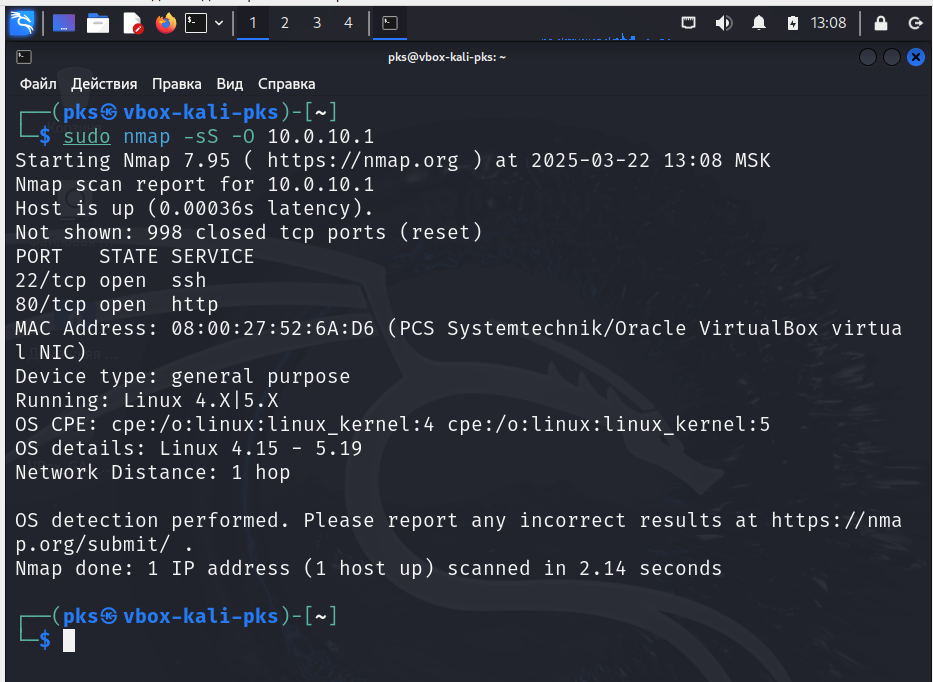 1 2 3 4 13:08
pks@vbox-kali-pks: ~
Файл Действия Правка Вид Справка
┌──(pks㉿vbox-kali-pks)-[~]
└─$ sudo nmap -sS -O 10.0.10.1
Starting Nmap 7.95 ( https://nmap.org ) at 2025-03-22 13:08 MSK
Nmap scan report for 10.0.10.1
Host is up (0.00036s latency).
Not shown: 998 closed tcp ports (reset)
PORT   STATE SERVICE
22/tcp open  ssh
80/tcp open  http
MAC Address: 08:00:27:52:6A:D6 (PCS Systemtechnik/Oracle VirtualBox virtua
l NIC)
Device type: general purpose
Running: Linux 4.X|5.X
OS CPE: cpe:/o:linux:linux_kernel:4 cpe:/o:linux:linux_kernel:5
OS details: Linux 4.15 - 5.19
Network Distance: 1 hop
OS detection performed. Please report any incorrect results at https://nma
p.org/submit/ .
Nmap done: 1 IP address (1 host up) scanned in 2.14 seconds
┌──(pks㉿vbox-kali-pks)-[~]
└─$